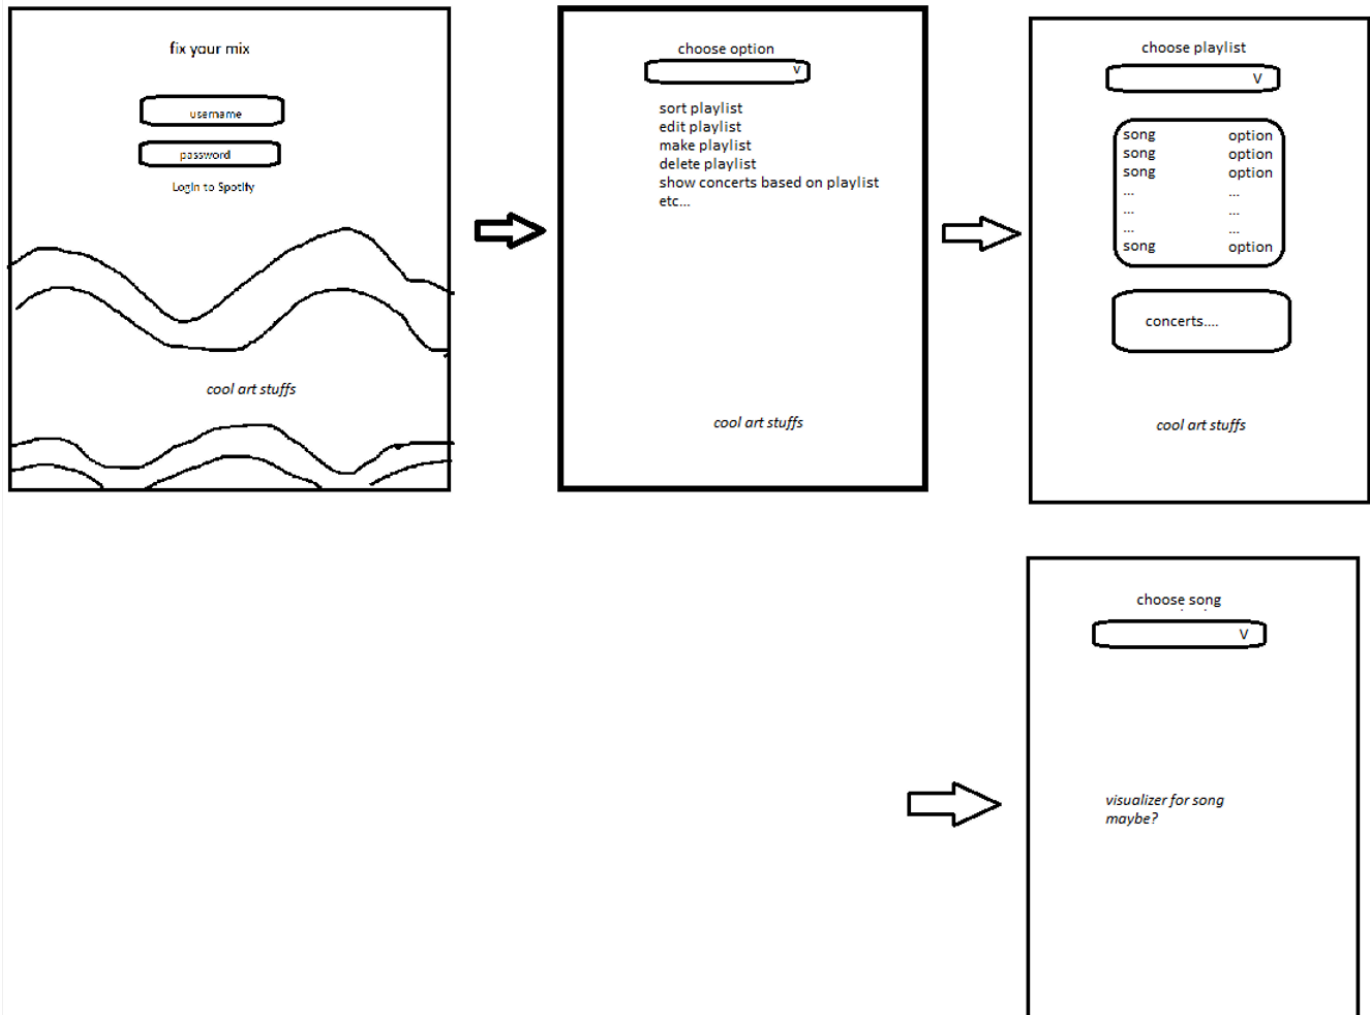 fix your mix
username
password
Login to Spotify
cool art stuffs
choose option
V
sort playlist
edit playlist
make playlist
delete playlist
show concerts based on playlist
etc...
cool art stuffs
choose playlist
V
song option
song option
song option
... ...
... ...
... ...
song option
concerts....
cool art stuffs
choose song
V
visualizer for song
maybe?